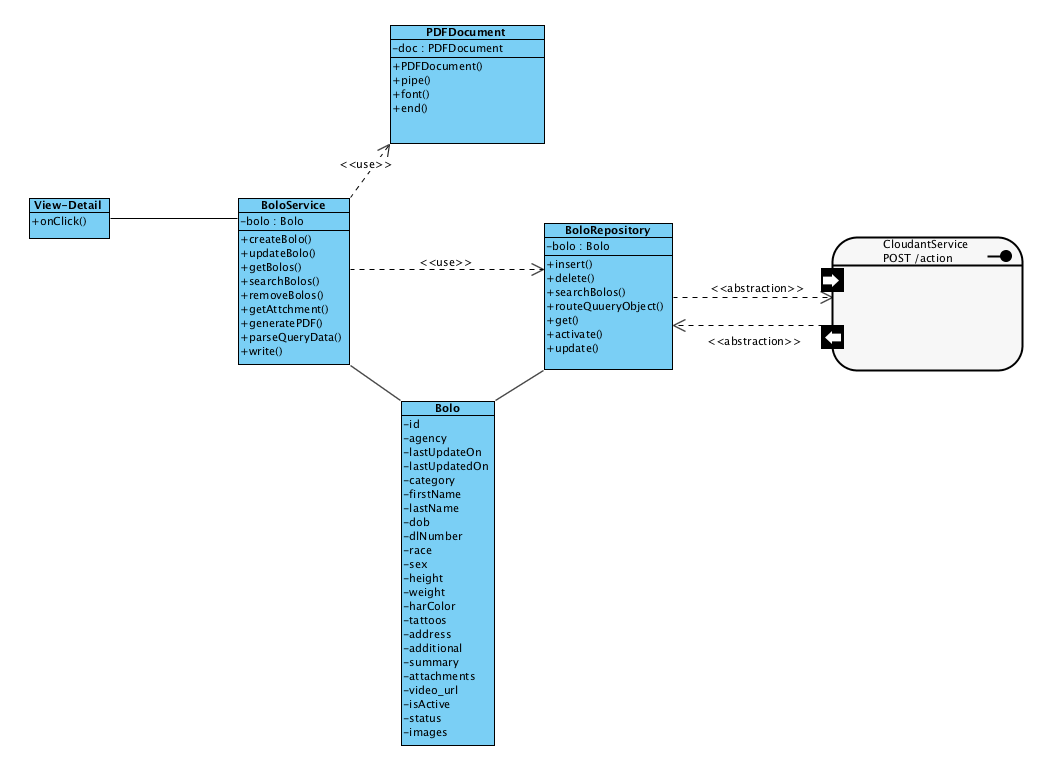 PDFDocument
-doc : PDFDocument
+PDFDocument()
+pipe()
+font()
+end()
<<use>>
View-Detail
+onClick()
BoloService
-bolo : Bolo
+createBolo()
+updateBolo()
+getBolos()
+searchBolos()
+removeBolos()
+getAttchment()
+generatePDF()
+parseQueryData()
+write()
<<use>>
BoloRepository
-bolo : Bolo
+insert()
+delete()
+searchBolos()
+routeQuueryObject()
+get()
+activate()
+update()
<<abstraction>>
<<abstraction>>
CloudantService
POST /action
Bolo
-id
-agency
-lastUpdateOn
-lastUpdatedOn
-category
-firstName
-lastName
-dob
-dlNumber
-race
-sex
-height
-weight
-harColor
-tattoos
-address
-additional
-summary
-attachments
-video_url
-isActive
-status
-images